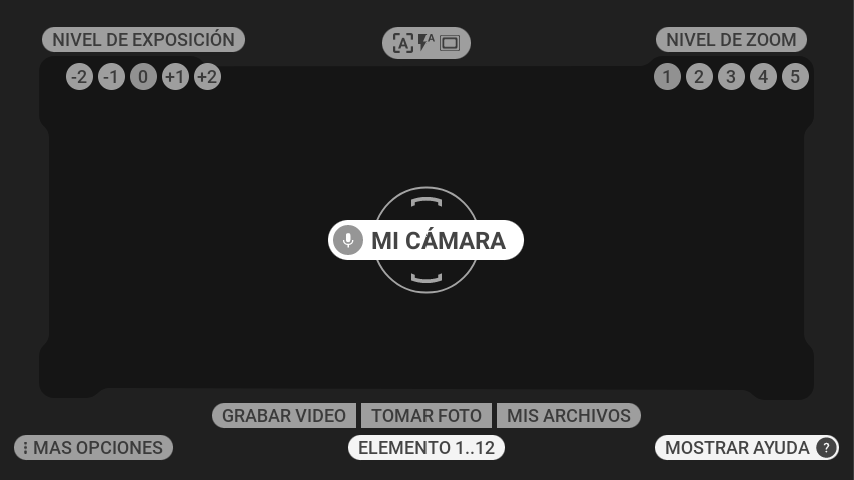 NIVEL DE EXPOSICIÓN
A
A
NIVEL DE ZOOM
-2 -1 0 +1 +2
1 2 3 4 5
MI CÁMARA
GRABAR VIDEO
TOMAR FOTO
MIS ARCHIVOS
MAS OPCIONES
ELEMENTO 1..12
MOSTRAR AYUDA ?